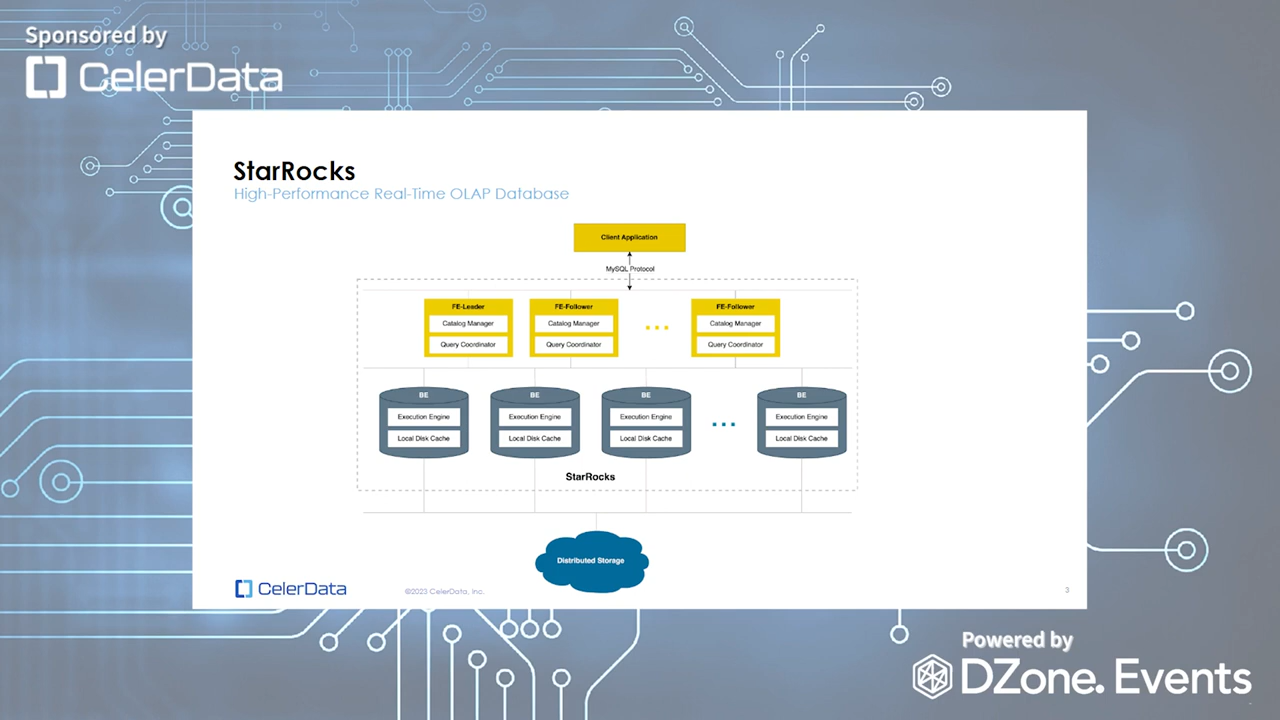 Sponsored by
CelerData
StarRocks
High-Performance Real-Time OLAP Database
Client Application
MySQL Protocol
FE-Leader
Catalog Manager
Query Coordinator
FE-Follower
Catalog Manager
Query Coordinator
...
FE-Follower
Catalog Manager
Query Coordinator
BE
Execution Engine
Local Disk Cache
BE
Execution Engine
Local Disk Cache
BE
Execution Engine
Local Disk Cache
...
BE
Execution Engine
Local Disk Cache
StarRocks
Distributed Storage
CelerData
©2023 CelerData, Inc.
3
Powered by
DZone. Events